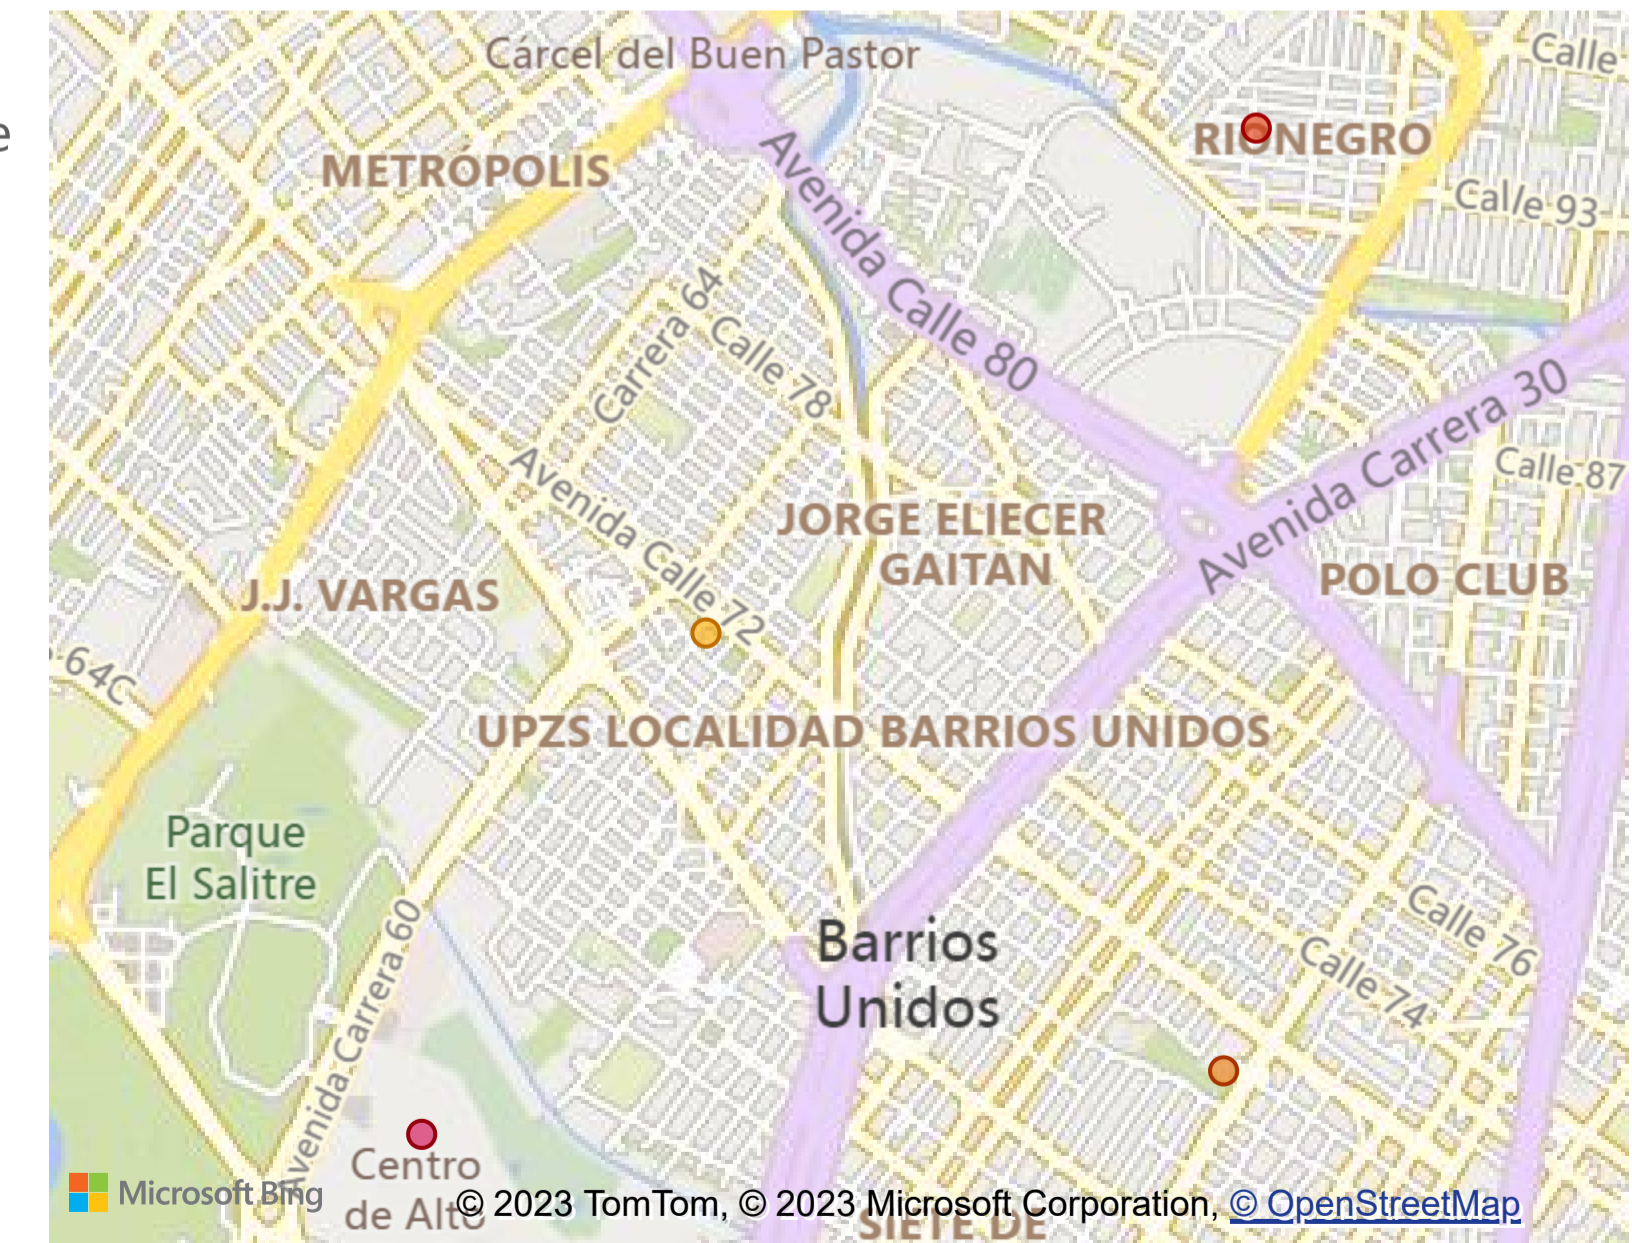 Cárcel del Buen Pastor
Calle
e
RIONEGRO
METRÓPOLIS
Avenida Calle 80
Calle 93
Carrera 64
Calle 78
Avenida Carrera 30
Avenida Calle 72
Calle 87
JORGE ELIECER
GAITAN
J.J. VARGAS
POLO CLUB
64C
UPZS LOCALIDAD BARRIOS UNIDOS
Parque
El Salitre
Avenida Carrera 60
Barrios
Unidos
Calle 76
Calle 74
Centro
de Alto
Microsoft Bing
© 2023 TomTom, © 2023 Microsoft Corporation, © OpenStreetMap
SIETE DE